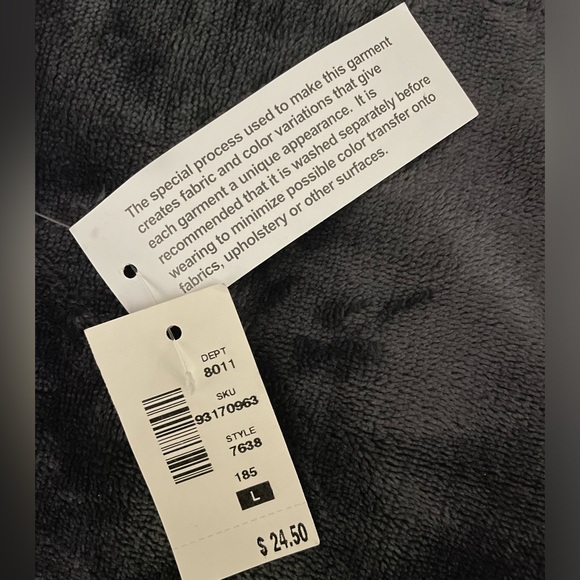 The special process used to make this garment
creates fabric and color variations that give
each garment a unique appearance. It is
recommended that it is washed separately before
wearing to minimize possible color transfer onto
fabrics, upholstery or other surfaces.
DEPT
8011
SKU
93170963
STYLE
7638
185
L
$ 24.50